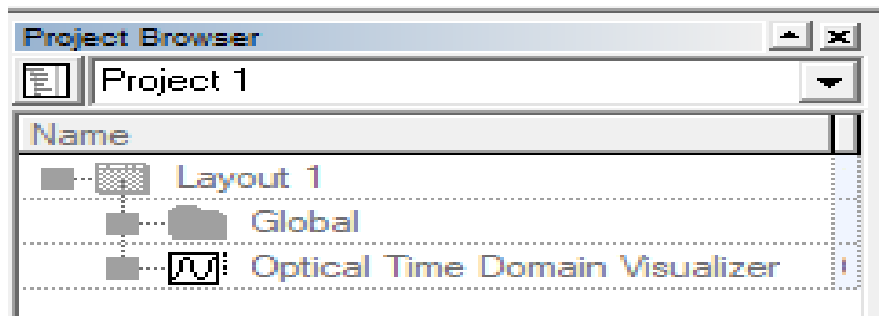 Project Browser
Project 1
Name
Layout 1
Global
Optical Time Domain Visualizer